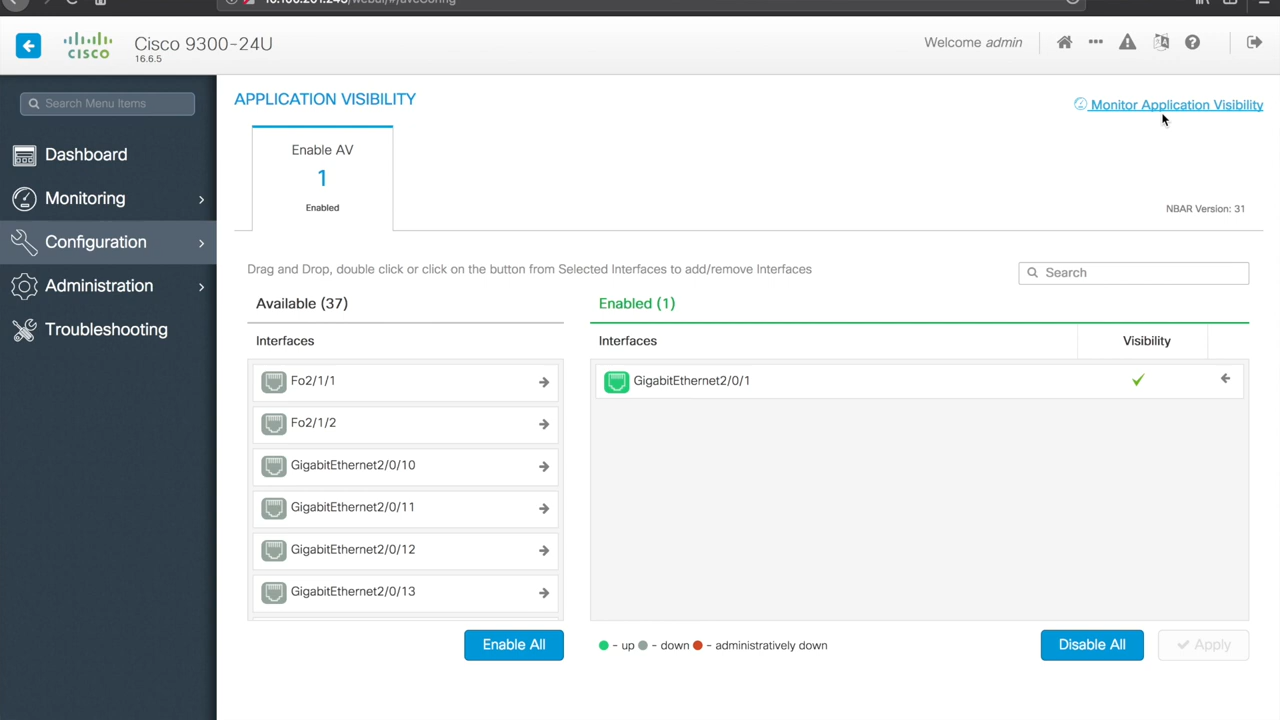 CISCO
Cisco 9300-24U
16.6.5
Welcome admin
Search Menu Items
Dashboard
Monitoring
Configuration
Administration
Troubleshooting
APPLICATION VISIBILITY
Monitor Application Visibility
Enable AV
1
Enabled
NBAR Version: 31
Drag and Drop, double click or click on the button from Selected Interfaces to add/remove Interfaces
Search
Available (37)
Enabled (1)
Interfaces
Interfaces
Visibility
Fo2/1/1
Fo2/1/2
GigabitEthernet2/0/10
GigabitEthernet2/0/11
GigabitEthernet2/0/12
GigabitEthernet2/0/13
GigabitEthernet2/0/1
Enable All
- up - down - administratively down
Disable All
Apply